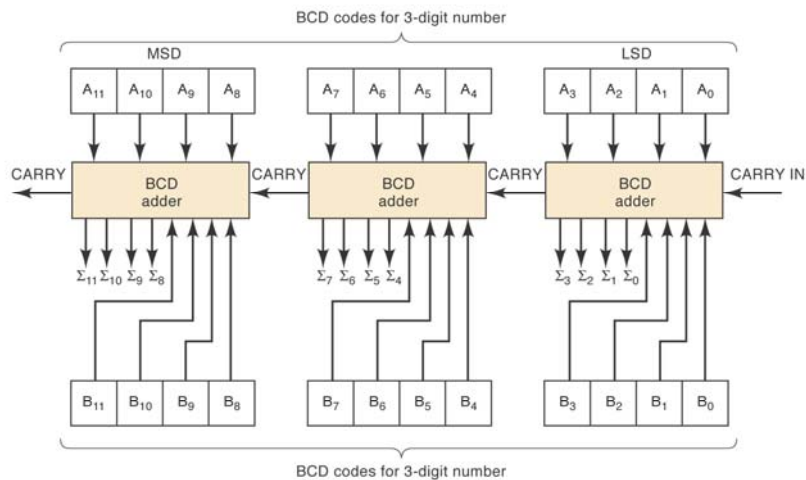 BCD codes for 3-digit number
MSD LSD
A₁₁ A₁₀ A₉ A₈ A₇ A₆ A₅ A₄ A₃ A₂ A₁ A₀
CARRY BCD adder CARRY BCD adder CARRY BCD adder CARRY IN
Σ₁₁ Σ₁₀ Σ₉ Σ₈ Σ₇ Σ₆ Σ₅ Σ₄ Σ₃ Σ₂ Σ₁ Σ₀
B₁₁ B₁₀ B₉ B₈ B₇ B₆ B₅ B₄ B₃ B₂ B₁ B₀
BCD codes for 3-digit number